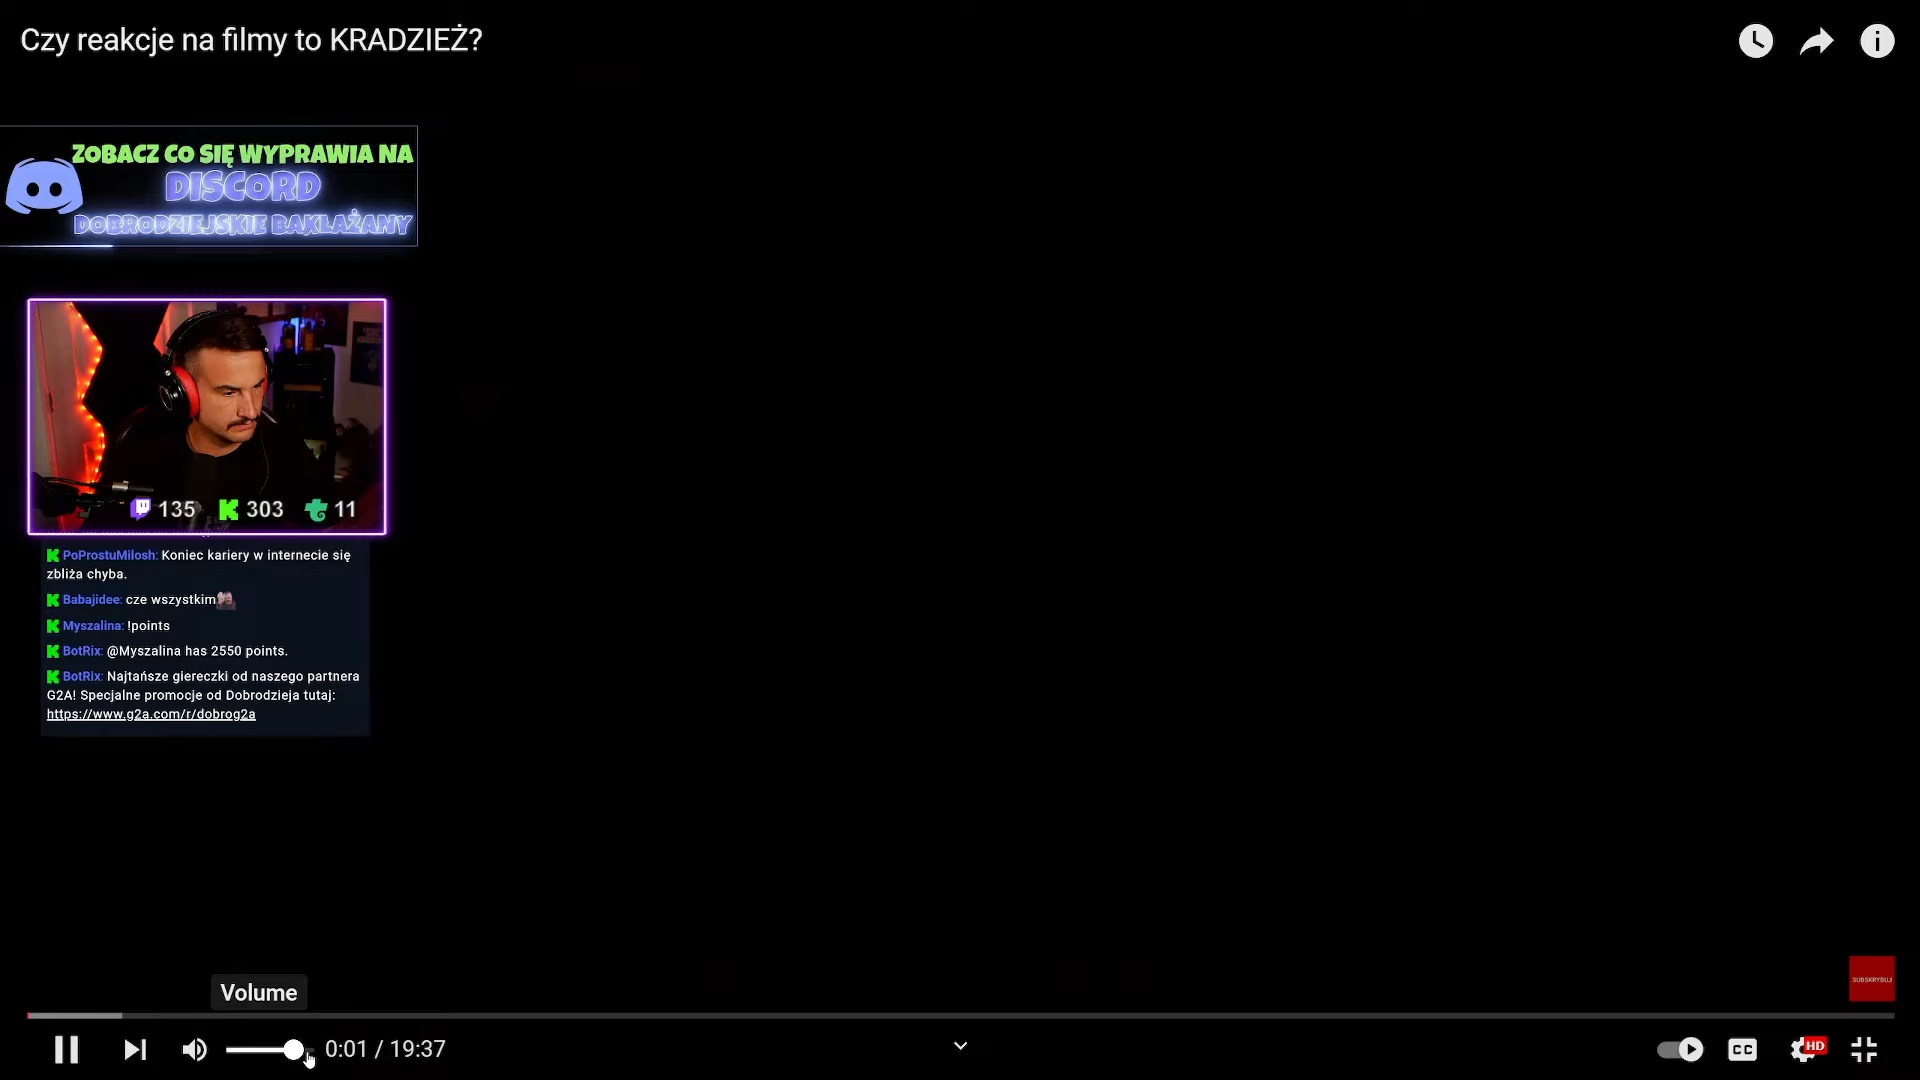 Czy reakcje na filmy to KRADZIEŻ?
ZOBACZ CO SIĘ WYPRAWIA NA
DISCORD
DOBRODZIEJSKIE BAKŁAŻANY
135 303 11
PoProstuMilosh: Koniec kariery w internecie się
zbliża chyba.
Babajidee: cze wszystkim
Myszalina: !points
BotRix: @Myszalina has 2550 points.
BotRix: Najtańsze giereczki od naszego partnera
G2A! Specjalne promocje od Dobrodzieja tutaj:
https://www.g2a.com/r/dobrog2a
SUBSKRYBUJ
Volume
0:01 / 19:37
CC
HD